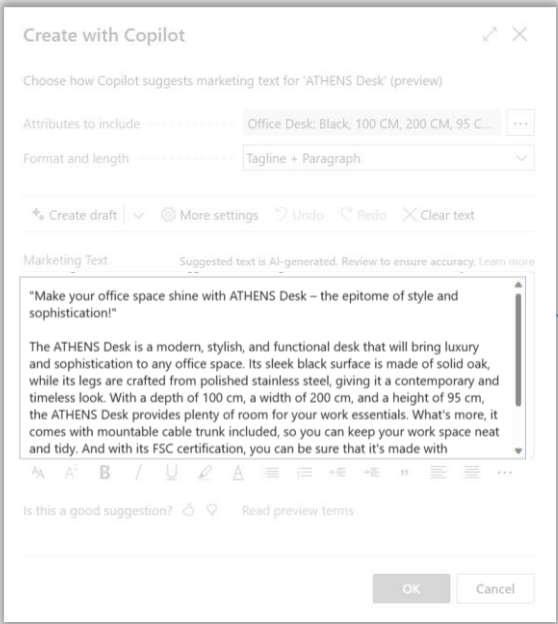 Create with Copilot
Choose how Copilot suggests marketing text for 'ATHENS Desk' (preview)
Attributes to include
Office Desk: Black, 100 CM, 200 CM, 95 C...
Format and length
Tagline + Paragraph
Create draft
More settings
Undo
Redo
Clear text
Marketing Text
Suggested text is AI-generated. Review to ensure accuracy. Learn more
"Make your office space shine with ATHENS Desk – the epitome of style and
sophistication!"
The ATHENS Desk is a modern, stylish, and functional desk that will bring luxury
and sophistication to any office space. Its sleek black surface is made of solid oak,
while its legs are crafted from polished stainless steel, giving it a contemporary and
timeless look. With a depth of 100 cm, a width of 200 cm, and a height of 95 cm,
the ATHENS Desk provides plenty of room for your work essentials. What's more, it
comes with mountable cable trunk included, so you can keep your work space neat
and tidy. And with its FSC certification, you can be sure that it's made with
Is this a good suggestion?
Read preview terms
OK
Cancel